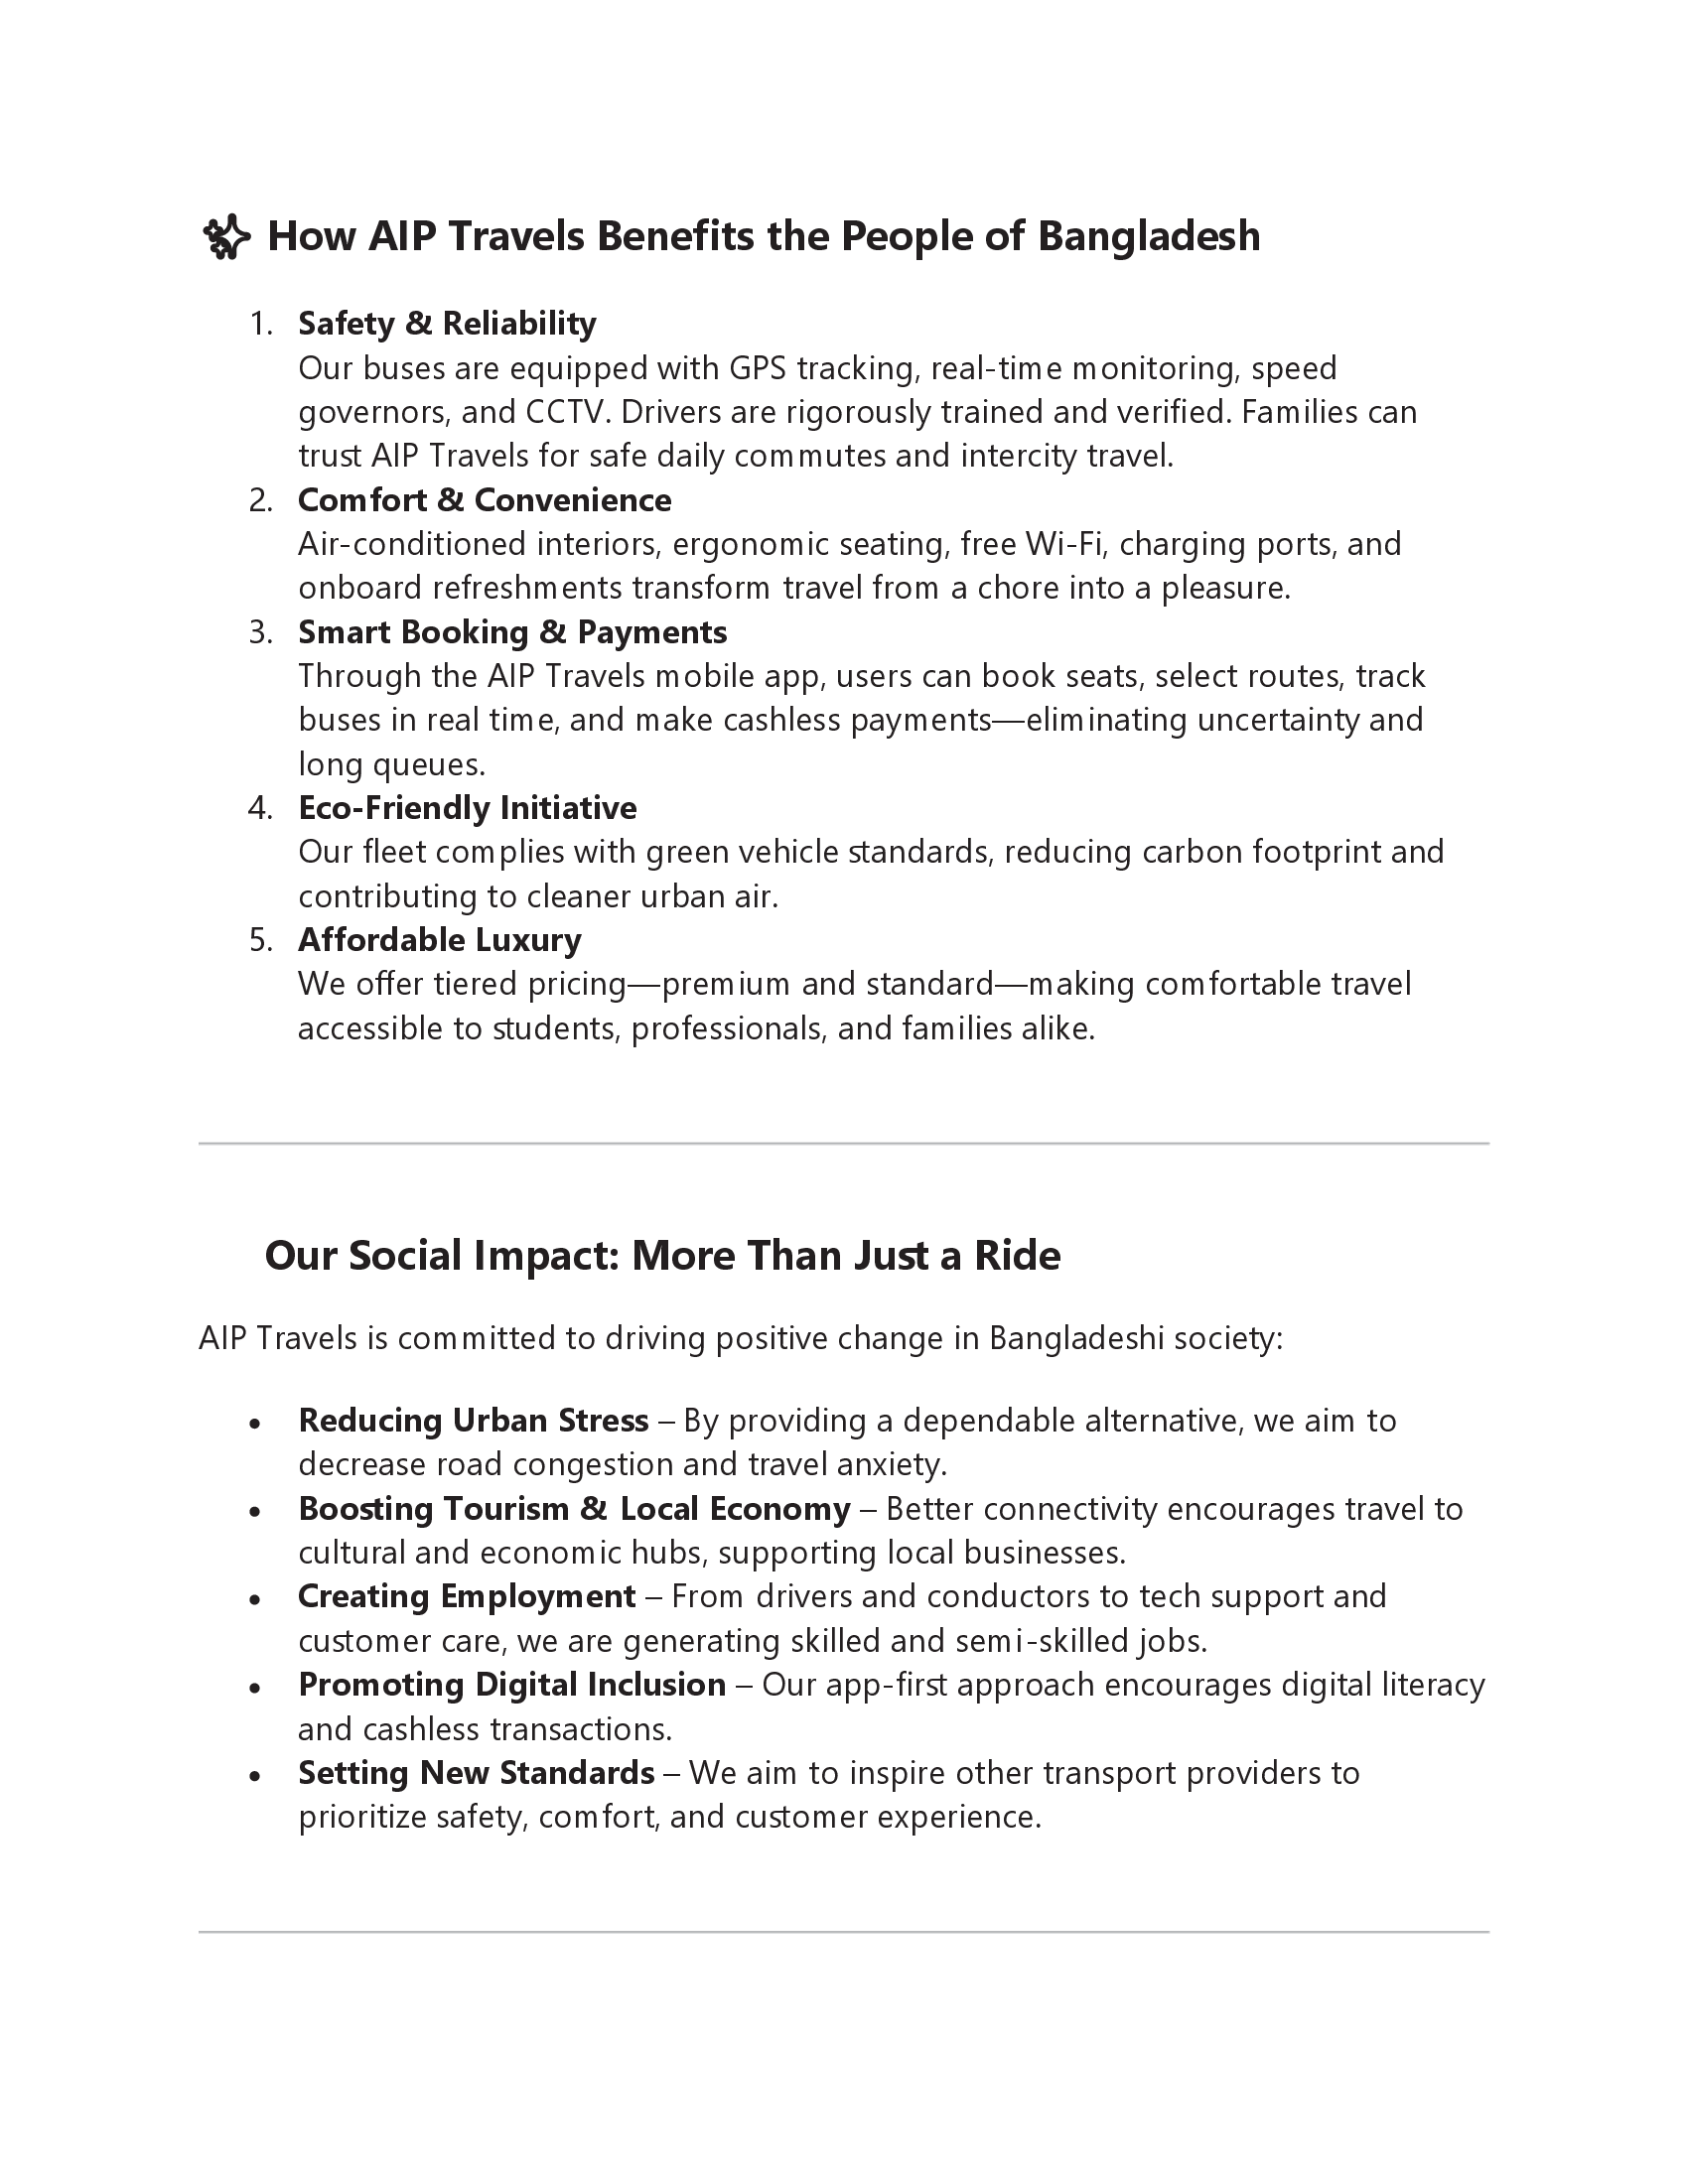 How AIP Travels Benefits the People of Bangladesh
1. Safety & Reliability
Our buses are equipped with GPS tracking, real-time monitoring, speed
governors, and CCTV. Drivers are rigorously trained and verified. Families can
trust AIP Travels for safe daily commutes and intercity travel.
2. Comfort & Convenience
Air-conditioned interiors, ergonomic seating, free Wi-Fi, charging ports, and
onboard refreshments transform travel from a chore into a pleasure.
3. Smart Booking & Payments
Through the AIP Travels mobile app, users can book seats, select routes, track
buses in real time, and make cashless payments—eliminating uncertainty and
long queues.
4. Eco-Friendly Initiative
Our fleet complies with green vehicle standards, reducing carbon footprint and
contributing to cleaner urban air.
5. Affordable Luxury
We offer tiered pricing—premium and standard—making comfortable travel
accessible to students, professionals, and families alike.
Our Social Impact: More Than Just a Ride
AIP Travels is committed to driving positive change in Bangladeshi society:
• Reducing Urban Stress – By providing a dependable alternative, we aim to
decrease road congestion and travel anxiety.
• Boosting Tourism & Local Economy – Better connectivity encourages travel to
cultural and economic hubs, supporting local businesses.
• Creating Employment – From drivers and conductors to tech support and
customer care, we are generating skilled and semi-skilled jobs.
• Promoting Digital Inclusion – Our app-first approach encourages digital literacy
and cashless transactions.
• Setting New Standards – We aim to inspire other transport providers to
prioritize safety, comfort, and customer experience.